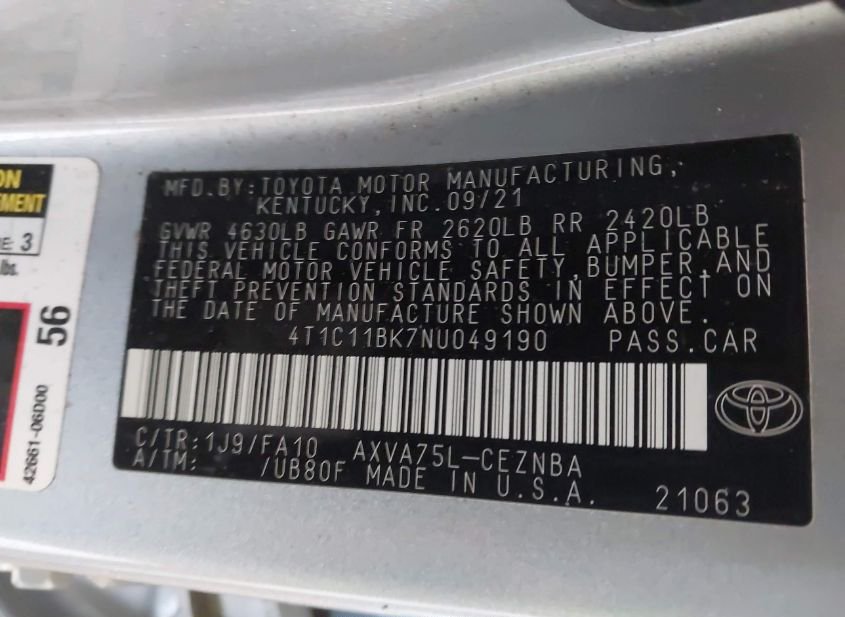 MFD.BY:TOYOTA MOTOR MANUFACTURING,
KENTUCKY,INC.09/21
GVWR 4630LB GAWR FR 2620LB RR 2420LB
THIS VEHICLE CONFORMS TO ALL APPLICABLE
FEDERAL MOTOR VEHICLE SAFETY,BUMPER,AND
THEFT PREVENTION STANDARDS IN EFFECT ON
THE DATE OF MANUFACTURE SHOWN ABOVE.
4T1C11BK7NU049190 PASS.CAR
C/TR:1J9/FA10 AXVA75L-CEZNBA
A/TM: /UB80F MADE IN U.S.A. 21063
ON
EMENT
E: 3
lbs.
56
42661-06D00